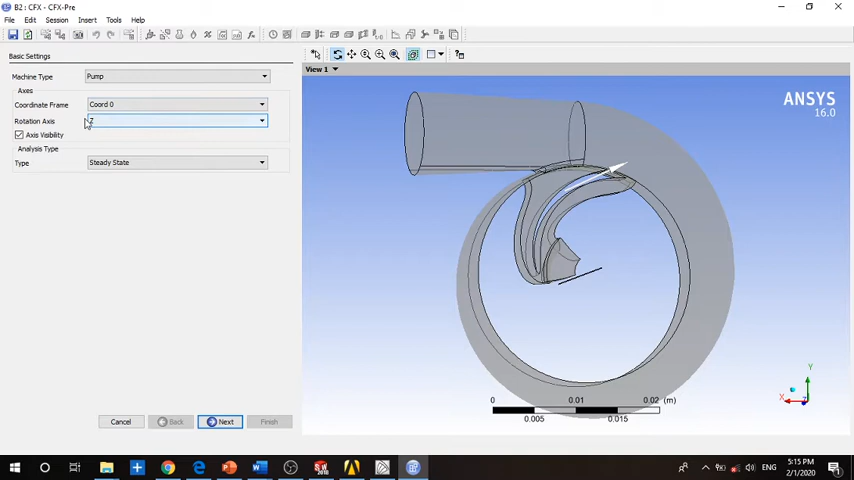 B2 : CFX - CFX-Pre
File Edit Session Insert Tools Help
Basic Settings
Machine Type Pump
Axes
Coordinate Frame Coord 0
Rotation Axis Z
Axis Visibility
Analysis Type
Type Steady State
Cancel Back Next Finish
View 1
ANSYS
16.0
0 0.01 0.02 (m)
0.005 0.015
Y
X
Z
ENG
5:15 PM
2/1/2020